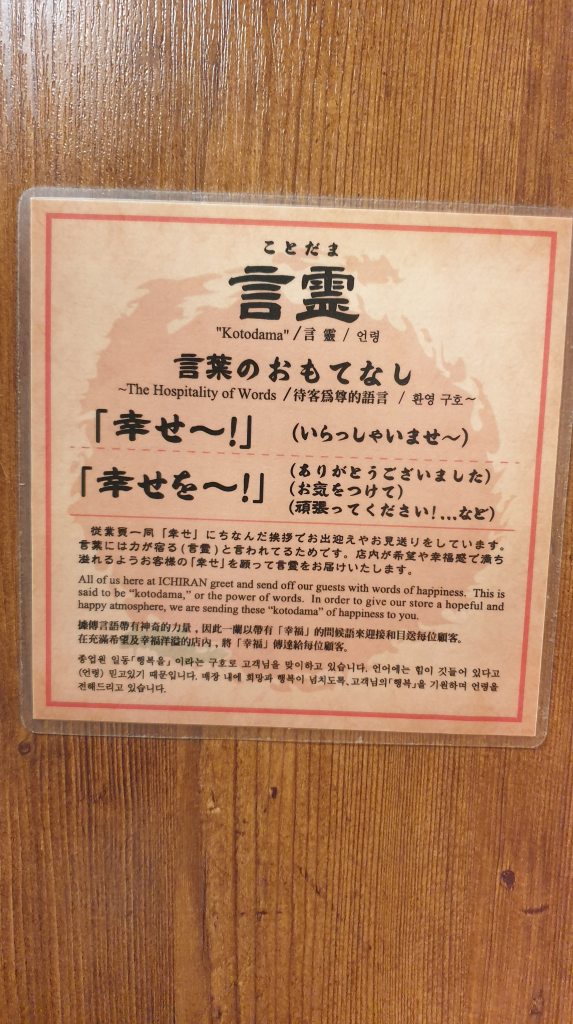 ことだま
言霊
"Kotodama" / 言 靈 / 언령
言葉のおもてなし
~The Hospitality of Words / 待客爲尊的語言 / 환영 구호~
「幸せ〜!」 (いらっしゃいませ〜)
「幸せを〜!」 (ありがとうございました)
(お気をつけて)
(頑張ってください!...など)
従業員一同「幸せ」にちなんだ挨拶でお出迎えやお見送りをしています。
言葉には力が宿る(言霊)と言われてるためです。店内が希望や幸福感で満ち
溢れるようお客様の「幸せ」を願って言霊をお届けいたします。
All of us here at ICHIRAN greet and send off our guests with words of happiness. This is
said to be “kotodama,” or the power of words. In order to give our store a hopeful and
happy atmosphere, we are sending these “kotodama” of happiness to you.
據傳言語帶有神奇的力量，因此一蘭以帶有「幸福」的問候語來迎接和目送每位顧客。
在充滿希望及幸福洋溢的店内，將「幸福」傳達給每位顧客。
종업원 일동「행복을」이라는 구호로 고객님을 맞이하고 있습니다. 언어에는 힘이 깃들어 있다고
(언령) 믿고있기 때문입니다. 매장 내에 희망과 행복이 넘치도록, 고객님의「행복」을 기원하며 언령을
전해드리고 있습니다.